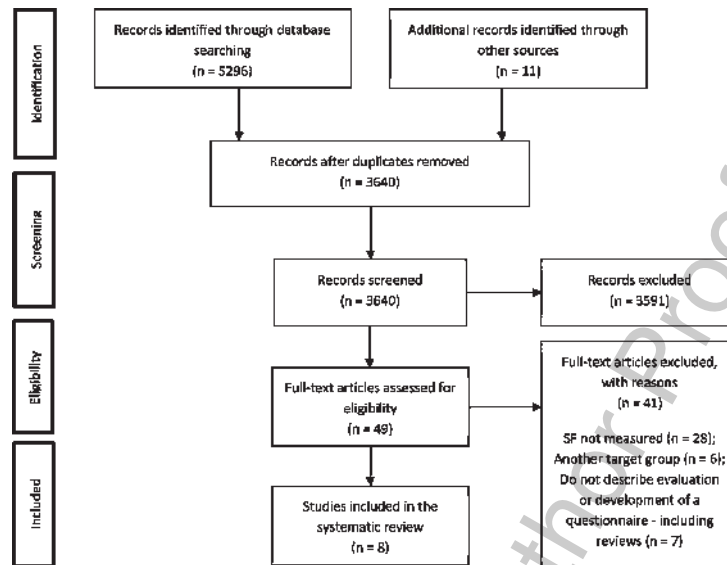 Identification
Records identified through database
searching
(n = 5296)
Additional records identified through
other sources
(n = 11)
Records after duplicates removed
(n = 3640)
Screening
Records screened
(n = 3640)
Records excluded
(n = 3591)
Eligibility
Full-text articles assessed for
eligibility
(n = 49)
Full-text articles excluded,
with reasons
(n = 41)
SF not measured (n = 28);
Another target group (n = 6);
Do not describe evaluation
or development of a
questionnaire - including
reviews (n = 7)
Included
Studies included in the
systematic review
(n = 8)
Author Proo